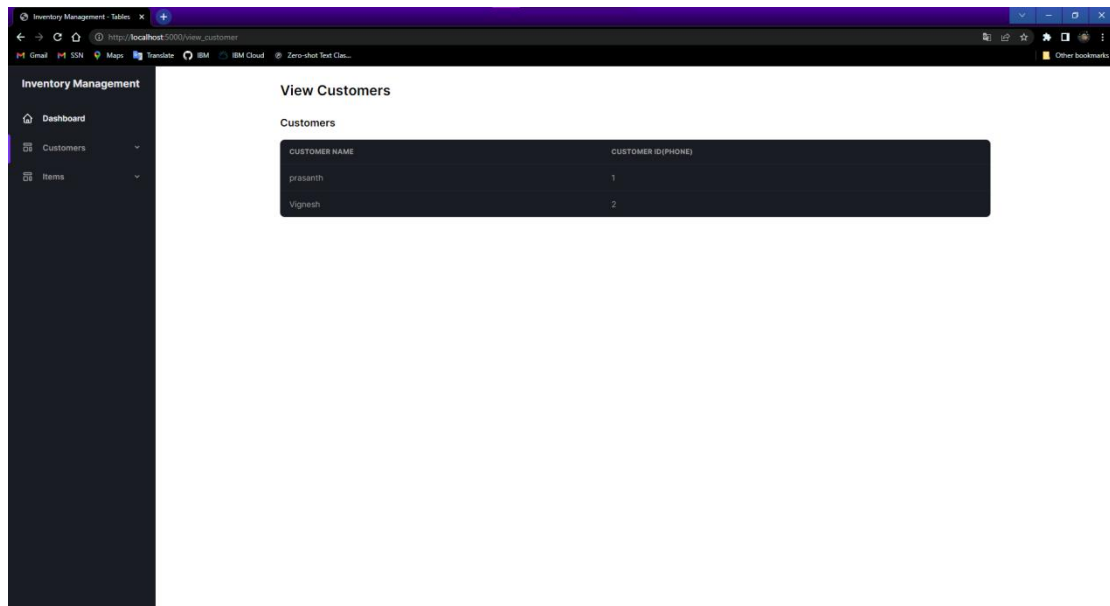 Inventory Management - Tables
http://localhost:5000/view_customer
Gmail SSN Maps Translate IBM IBM Cloud Zero-shot Text Clas... Other bookmarks
Inventory Management
Dashboard
Customers
Items
View Customers
Customers
CUSTOMER NAME CUSTOMER ID(PHONE)
prasanth 1
Vignesh 2